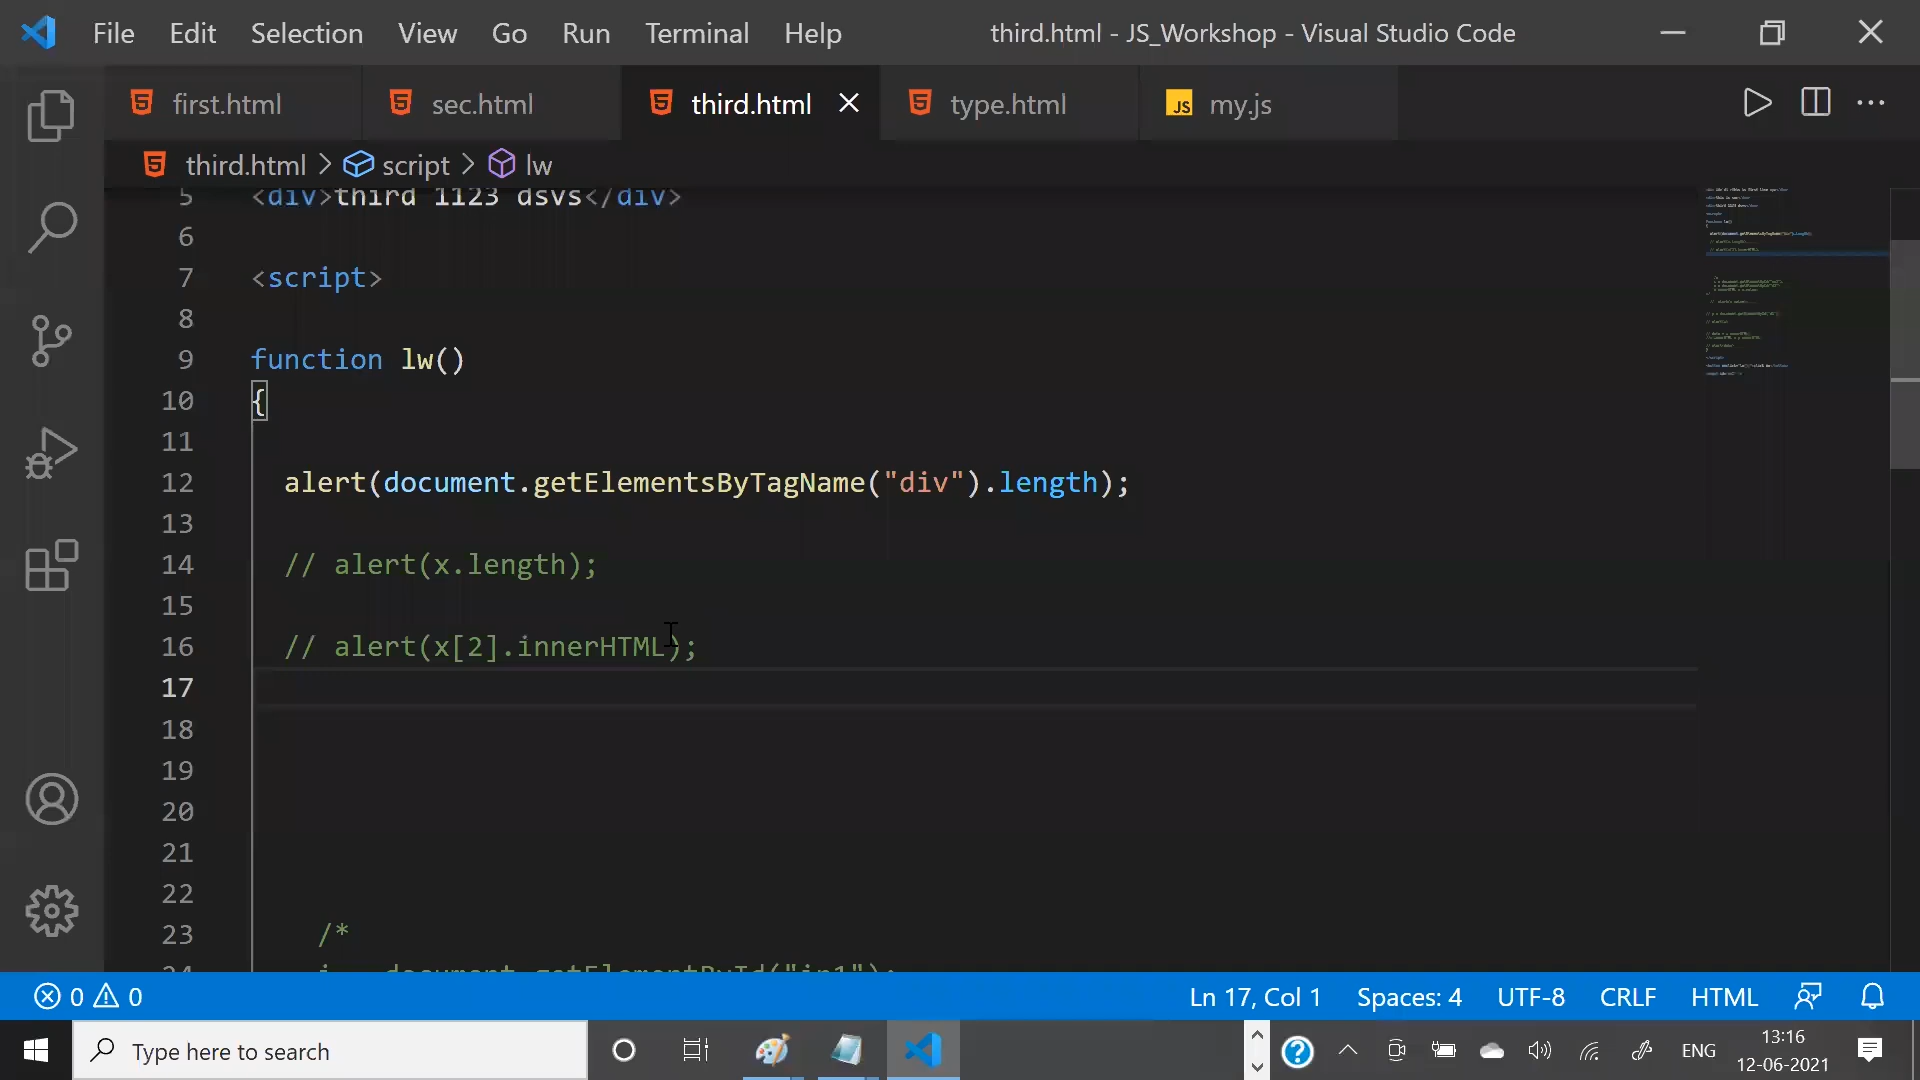 File Edit Selection View Go Run Terminal Help third.html - JS_Workshop - Visual Studio Code
first.html sec.html third.html type.html JS my.js
third.html > script > lw
5 <div>third 1123 dsvs</div>
6
7 <script>
8
9 function lw()
10 {
11
12 alert(document.getElementsByTagName("div").length);
13
14 // alert(x.length);
15
16 // alert(x[2].innerHTML);
17
18
19
20
21
22
23 /*
24 document.getElementById("in1");
0 0 Ln 17, Col 1 Spaces: 4 UTF-8 CRLF HTML
Type here to search ENG 13:16
12-06-2021